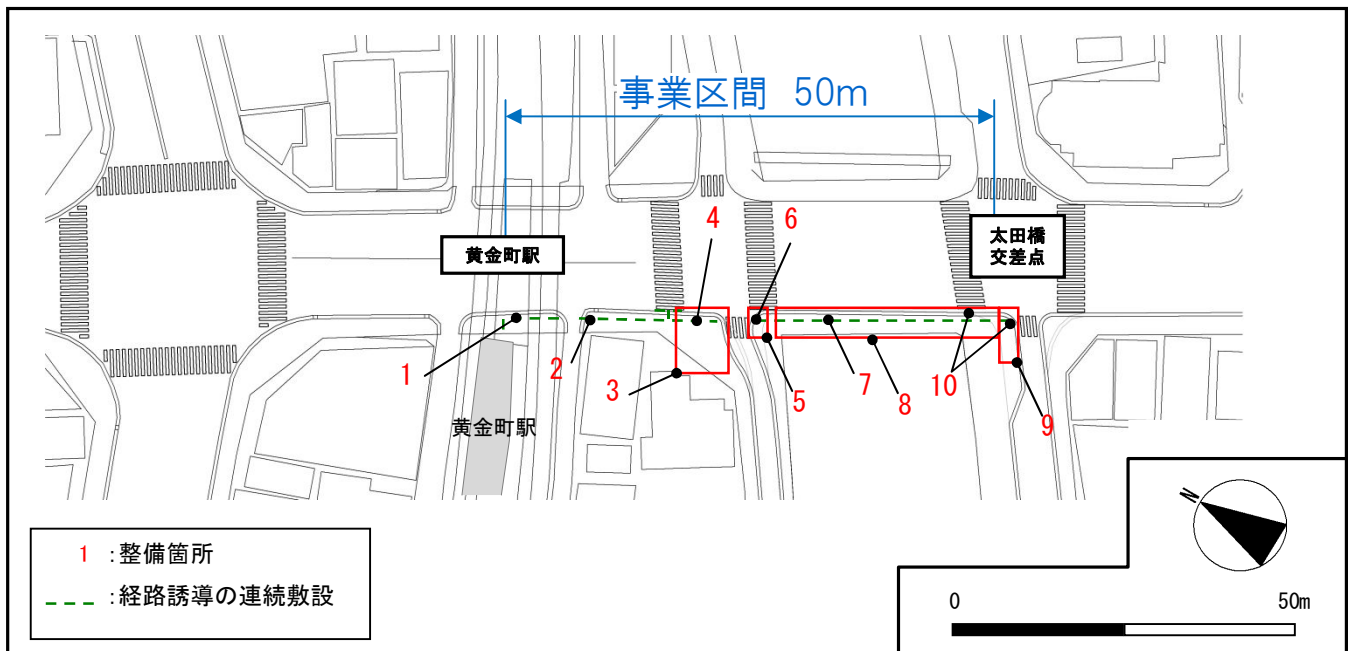 事業区間 50m
4
6
黄金町駅
太田橋
交差点
1
2
3
5
7
8
10
9
黄金町駅
N
1 :整備箇所
:経路誘導の連続敷設
0 50m